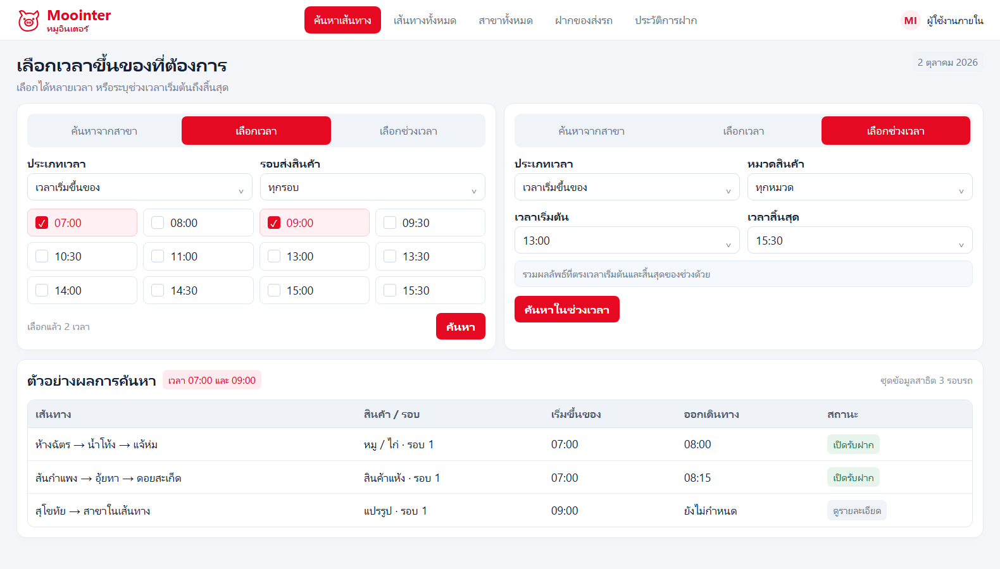 Moointer
หมูอินเตอร์
ค้นหาเส้นทาง
เส้นทางทั้งหมด
สาขาทั้งหมด
ฝากของส่งรถ
ประวัติการฝาก
MI
ผู้ใช้งานภายใน
เลือกเวลาขึ้นของที่ต้องการ
2 ตุลาคม 2026
เลือกได้หลายเวลา หรือระบุช่วงเวลาเริ่มต้นถึงสิ้นสุด
ค้นหาจากสาขา
เลือกเวลา
เลือกช่วงเวลา
ประเภทเวลา
รอบส่งสินค้า
เวลาเริ่มขึ้นของ
ทุกรอบ
07:00
08:00
09:00
09:30
10:30
11:00
13:00
13:30
14:00
14:30
15:00
15:30
เลือกแล้ว 2 เวลา
ค้นหา
ค้นหาจากสาขา
เลือกเวลา
เลือกช่วงเวลา
ประเภทเวลา
หมวดสินค้า
เวลาเริ่มขึ้นของ
ทุกหมวด
เวลาเริ่มต้น
เวลาสิ้นสุด
13:00
15:30
รวมผลลัพธ์ที่ตรงเวลาเริ่มต้นและสิ้นสุดของช่วงด้วย
ค้นหาในช่วงเวลา
ตัวอย่างผลการค้นหา
เวลา 07:00 และ 09:00
ชุดข้อมูลสาธิต 3 รอบรถ
เส้นทาง
สินค้า / รอบ
เริ่มขึ้นของ
ออกเดินทาง
สถานะ
ห้างฉัตร → น้ำโท้ง → แจ้ห่ม
หมู / ไก่ · รอบ 1
07:00
08:00
เปิดรับฝาก
สันกำแพง → อุ้ยทา → ดอยสะเก็ด
สินค้าแห้ง · รอบ 1
07:00
08:15
เปิดรับฝาก
สุโขทัย → สาขาในเส้นทาง
แปรรูป · รอบ 1
09:00
ยังไม่กำหนด
ดูรายละเอียด